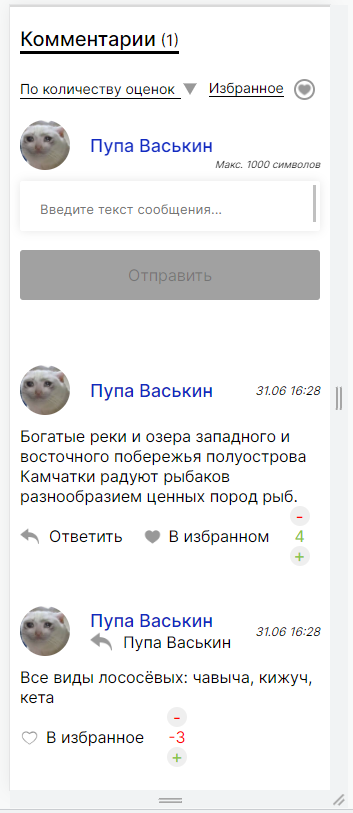 Комментарии (1)
По количеству оценок Избранное
Пупа Васькин
Макс. 1000 символов
Введите текст сообщения...
Отправить
Пупа Васькин 31.06 16:28
Богатые реки и озера западного и
восточного побережья полуострова
Камчатки радуют рыбаков
разнообразием ценных пород рыб.
-
Ответить В избранном 4
+
Пупа Васькин
31.06 16:28
Пупа Васькин
Все виды лососёвых: чавыча, кижуч,
кета
-
В избранное -3
+